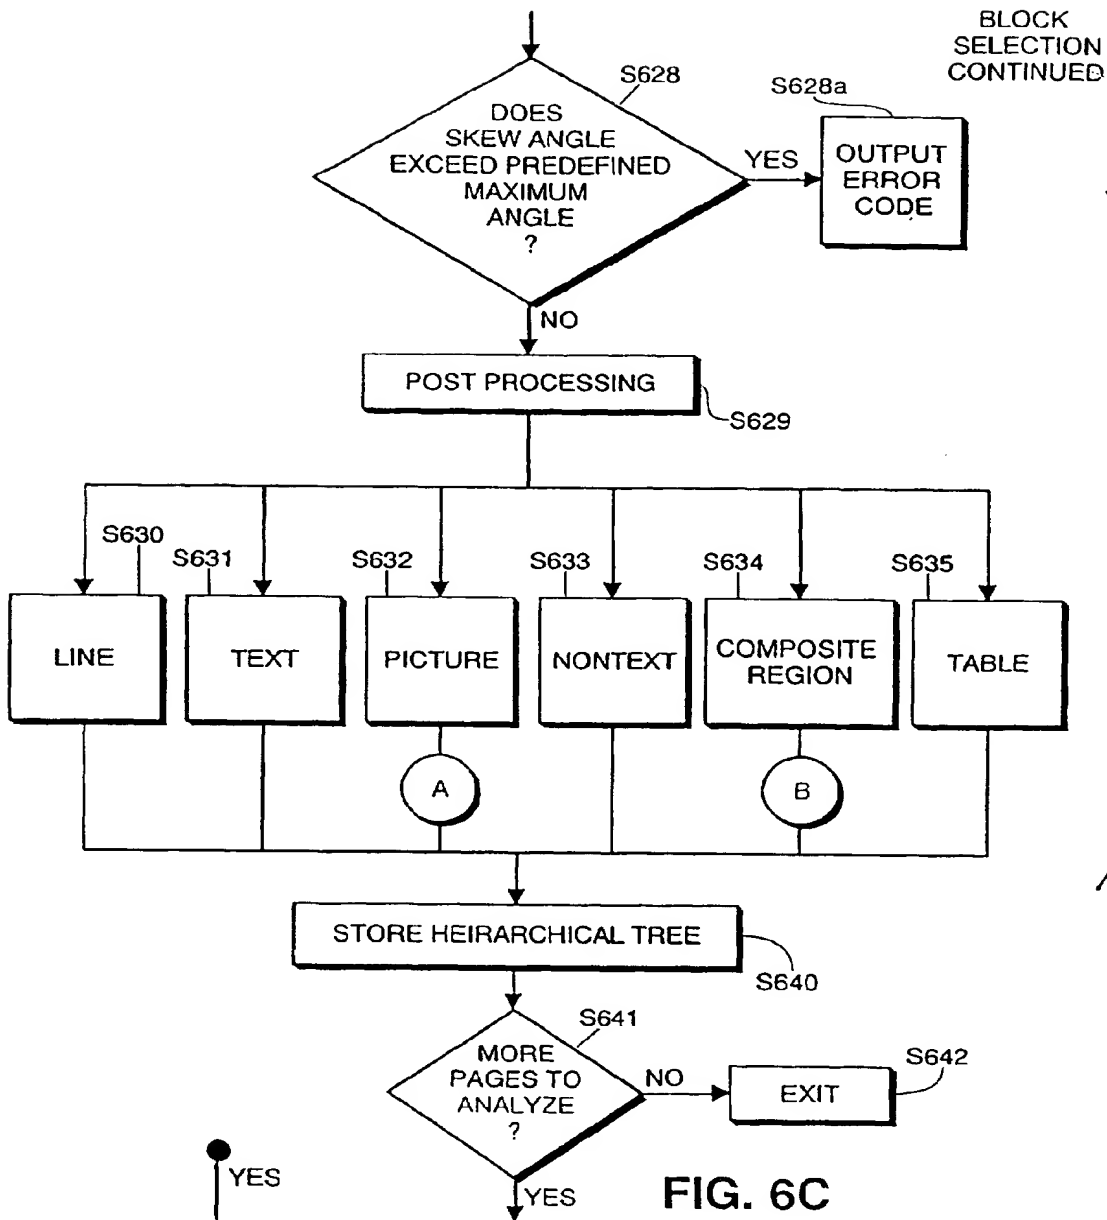 BLOCK
SELECTION
CONTINUED
S628
DOES
SKEW ANGLE
EXCEED PREDEFINED
MAXIMUM
ANGLE
?
YES
S628a
OUTPUT
ERROR
CODE
NO
POST PROCESSING
S629
S630
S631
S632
S633
S634
S635
LINE
TEXT
PICTURE
NONTEXT
COMPOSITE
REGION
TABLE
A
B
STORE HEIRARCHICAL TREE
S640
S641
MORE
PAGES TO
ANALYZE
?
NO
S642
EXIT
YES
YES
FIG. 6C